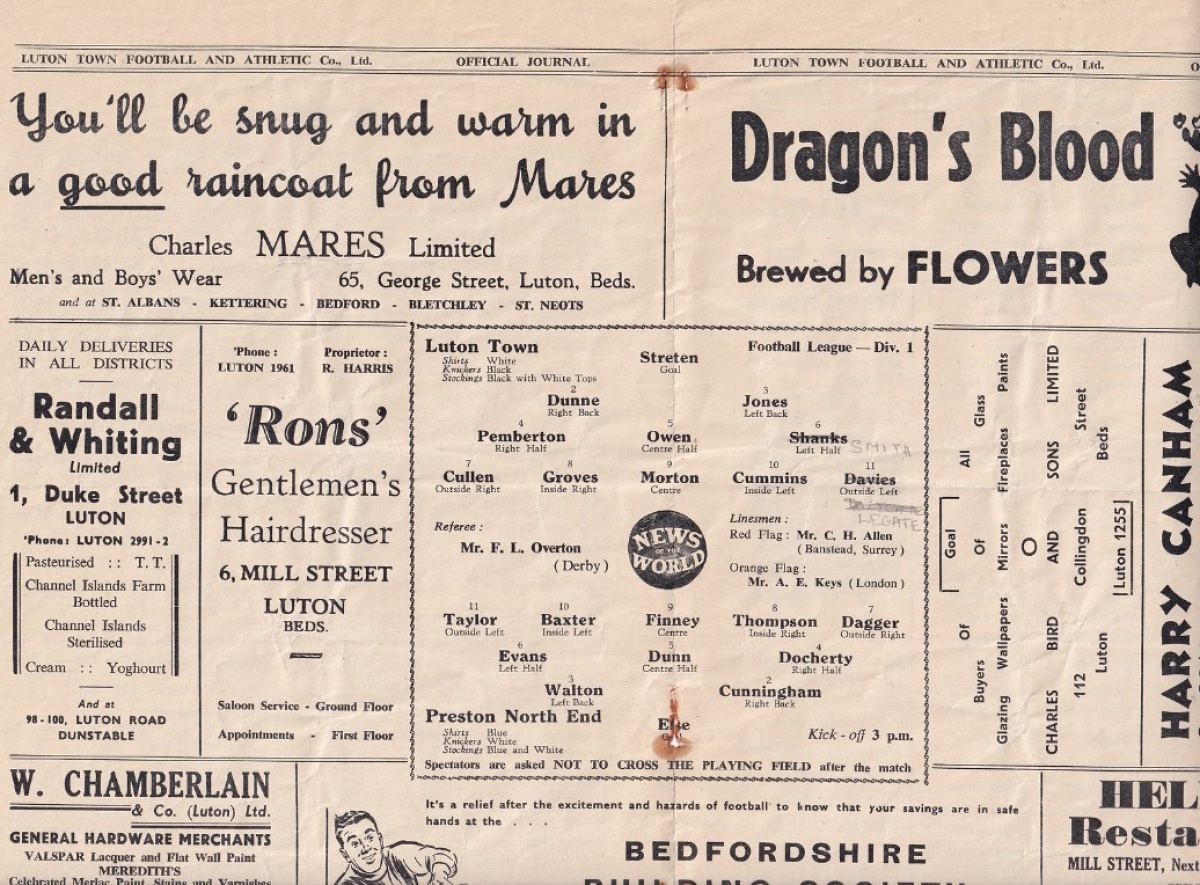 LUTON TOWN FOOTBALL AND ATHLETIC Co., Ltd.
OFFICIAL JOURNAL
LUTON TOWN FOOTBALL AND ATHLETIC Co., Ltd.
You'll be snug and warm in
a good raincoat from Mares
Charles MARES Limited
Men's and Boys' Wear 65, George Street, Luton, Beds.
and at ST. ALBANS - KETTERING - BEDFORD - BLETCHLEY - ST. NEOTS
Dragon's Blood
Brewed by FLOWERS
DAILY DELIVERIES
IN ALL DISTRICTS
Randall
& Whiting
Limited
1, Duke Street
LUTON
'Phone: LUTON 2991-2
Pasteurised :: T.T.
Channel Islands Farm
Bottled
Channel Islands
Sterilised
Cream :: Yoghourt
And at
98-100, LUTON ROAD
DUNSTABLE
'Phone : Proprietor :
LUTON 1961 R. HARRIS
'Rons'
Gentlemen's
Hairdresser
6, MILL STREET
LUTON
BEDS.
Saloon Service - Ground Floor
Appointments - First Floor
Luton Town Streten Football League — Div. 1
Shirts White Goal
Knickers Black
Stockings Black with White Tops
2 3
Dunne Jones
Right Back Left Back
4 5 6
Pemberton Owen Shanks SMITH
Right Half Centre Half Left Half
7 8 9 10 11
Cullen Groves Morton Cummins Davies
Outside Right Inside Right Centre Inside Left Outside Left
LEGATE
Referee :
Mr. F. L. Overton
(Derby)
NEWS
OF THE
WORLD
Linesmen :
Red Flag : Mr. C. H. Allen
(Banstead, Surrey)
Orange Flag :
Mr. A. E. Keys (London)
11 10 9 8 7
Taylor Baxter Finney Thompson Dagger
Outside Left Inside Left Centre Inside Right Outside Right
6 5 4
Evans Dunn Docherty
Left Half Centre Half Right Half
3 2
Walton Cunningham
Left Back Right Back
Preston North End Else
Shirts Blue
Knickers White
Stockings Blue and White
Kick-off 3 p.m.
Spectators are asked NOT TO CROSS THE PLAYING FIELD after the match
Buyers Of Goal Of All Glass
Glazing Wallpapers Mirrors Fireplaces Paints
CHARLES BIRD AND SONS LIMITED
112 Collingdon Street
Luton 1255
Luton Beds
HARRY CANHAM
W. CHAMBERLAIN
& Co. (Luton) Ltd.
GENERAL HARDWARE MERCHANTS
VALSPAR Lacquer and Flat Wall Paint
MEREDITH'S
Celebrated Merlac Paint, Stains and Varnishes
It's a relief after the excitement and hazards of football to know that your savings are in safe
hands at the . . .
BEDFORDSHIRE
BUILDING SOCIETY
HEL
Resta
MILL STREET, Next